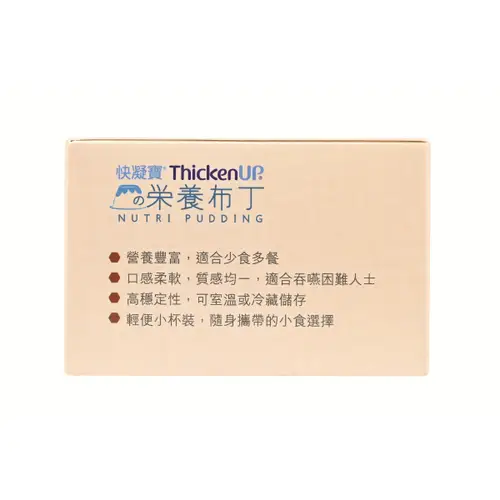 快凝寶® ThickenUP®
の栄養布丁
NUTRI PUDDING
營養豐富，適合少食多餐
口感柔軟，質感均一，適合吞嚥困難人士
高穩定性，可室溫或冷藏儲存
輕便小杯裝，隨身攜帶的小食選擇